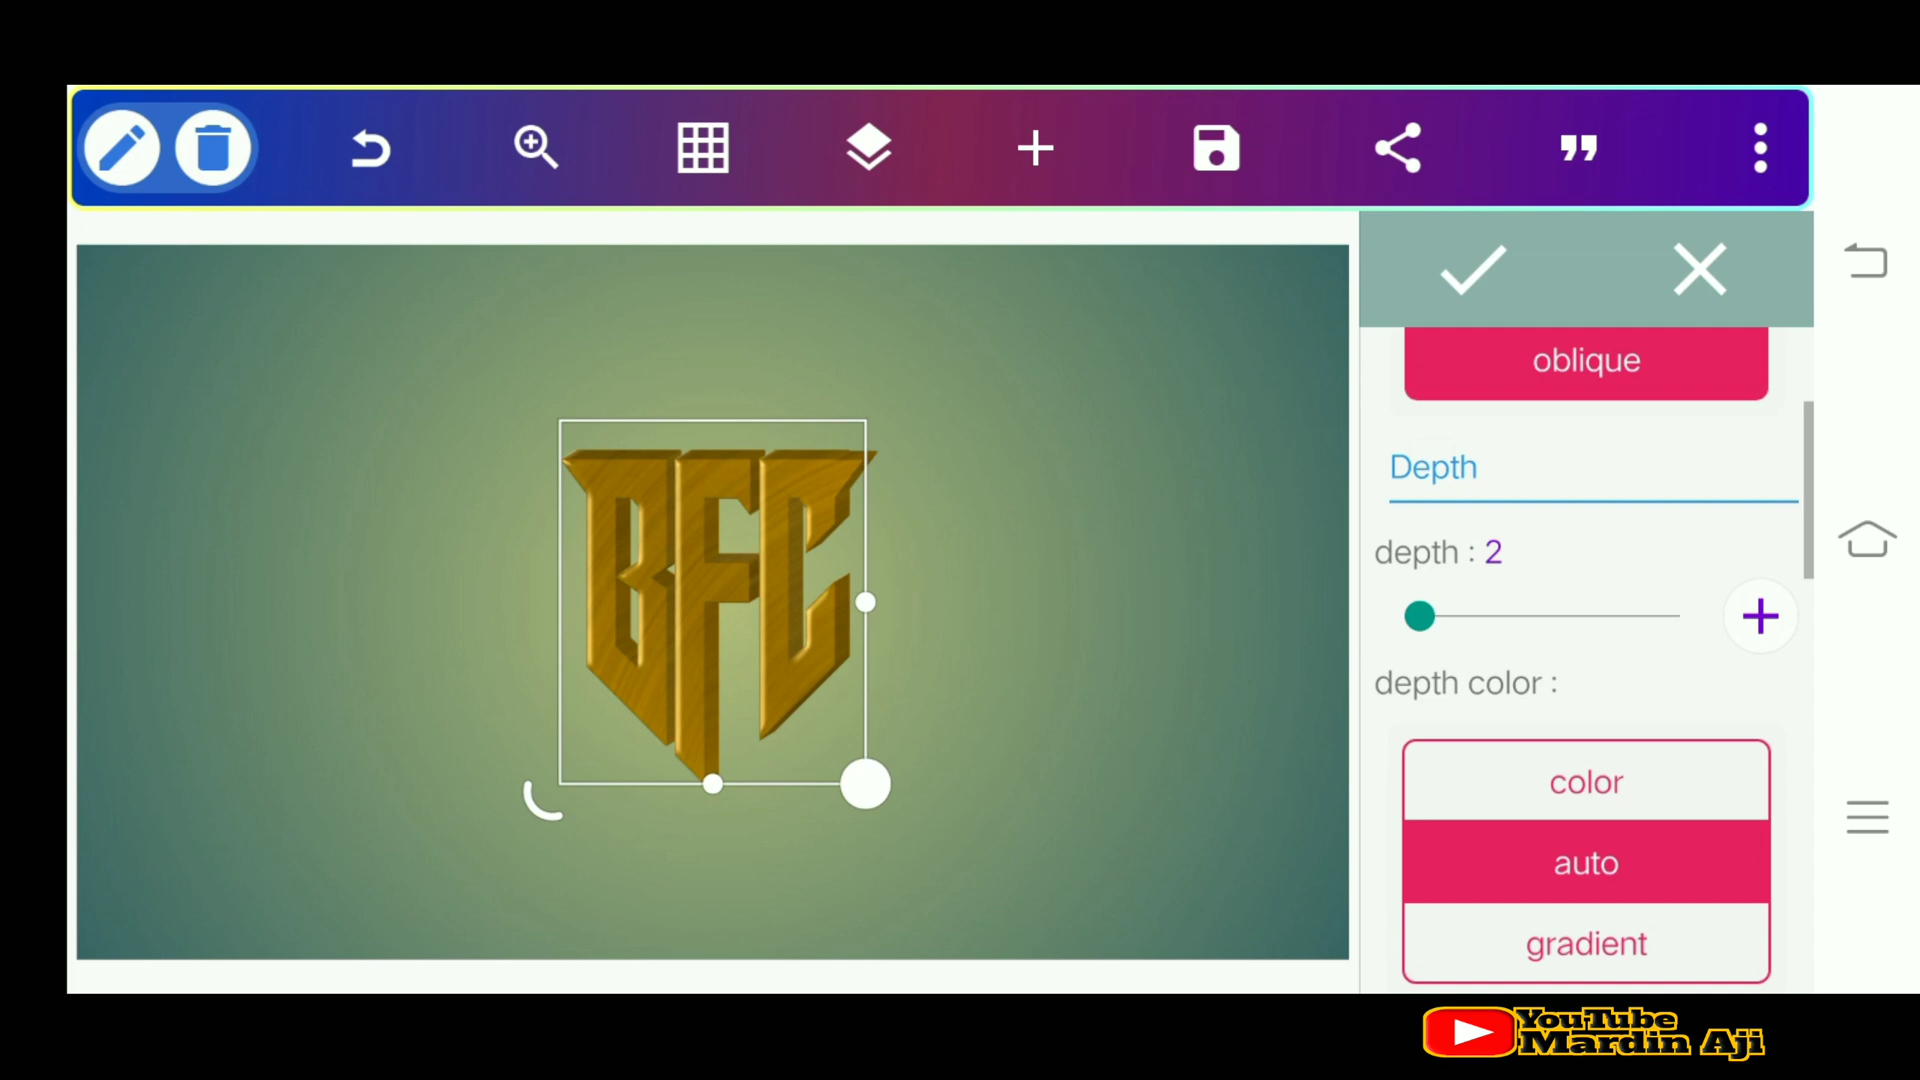 BFC
oblique
Depth
depth : 2
depth color :
color
auto
gradient
YouTube
Mardin Aji